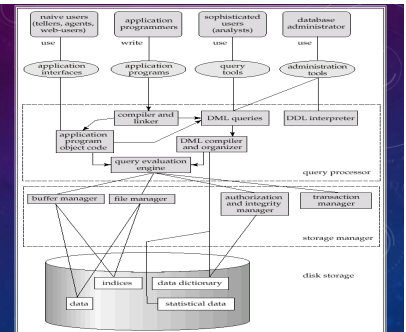 naive users
(tellers, agents,
web-users)
application
programmers
sophisticated
users
(analysts)
database
administrator
use
write
use
use
application
interfaces
application
programs
query
tools
administration
tools
compiler and
linker
DML queries
DDL interpreter
application
program
object code
DML compiler
and organizer
query evaluation
engine
query processor
buffer manager
file manager
authorization
and integrity
manager
transaction
manager
storage manager
disk storage
indices
data dictionary
data
statistical data